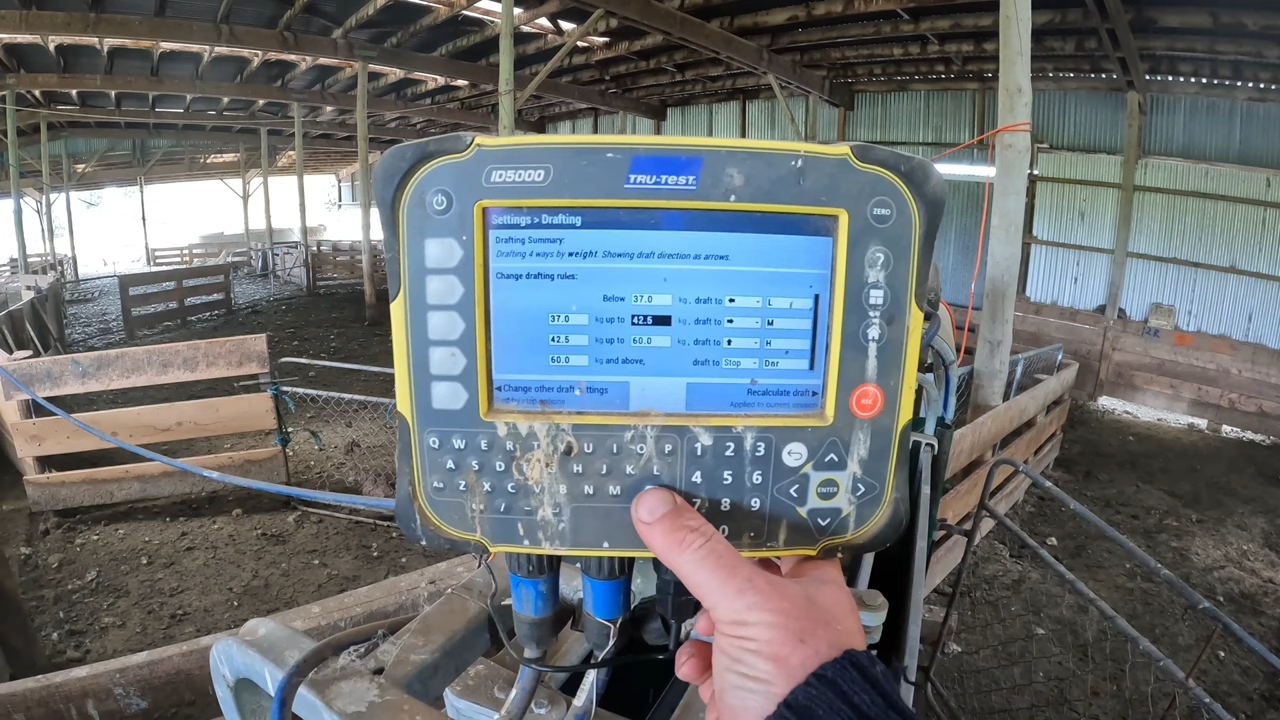 ID5000
TRU-TEST
Settings > Drafting
ZERO
Drafting Summary:
Drafting 4 ways by weight. Showing draft direction as arrows.
?
Change drafting rules:
Below 37.0 kg, draft to L
37.0 kg up to 42.5 kg, draft to M
42.5 kg up to 60.0 kg, draft to H
60.0 kg and above, draft to Stop Dnr
Change other draft settings Recalculate draft
Applied to current session
REC
Q W E R T U I O P 1 2 3
A S D H J K L 4 5 6
Aa Z X C V B N M 7 8 9
ENTER
/ - 0
2R